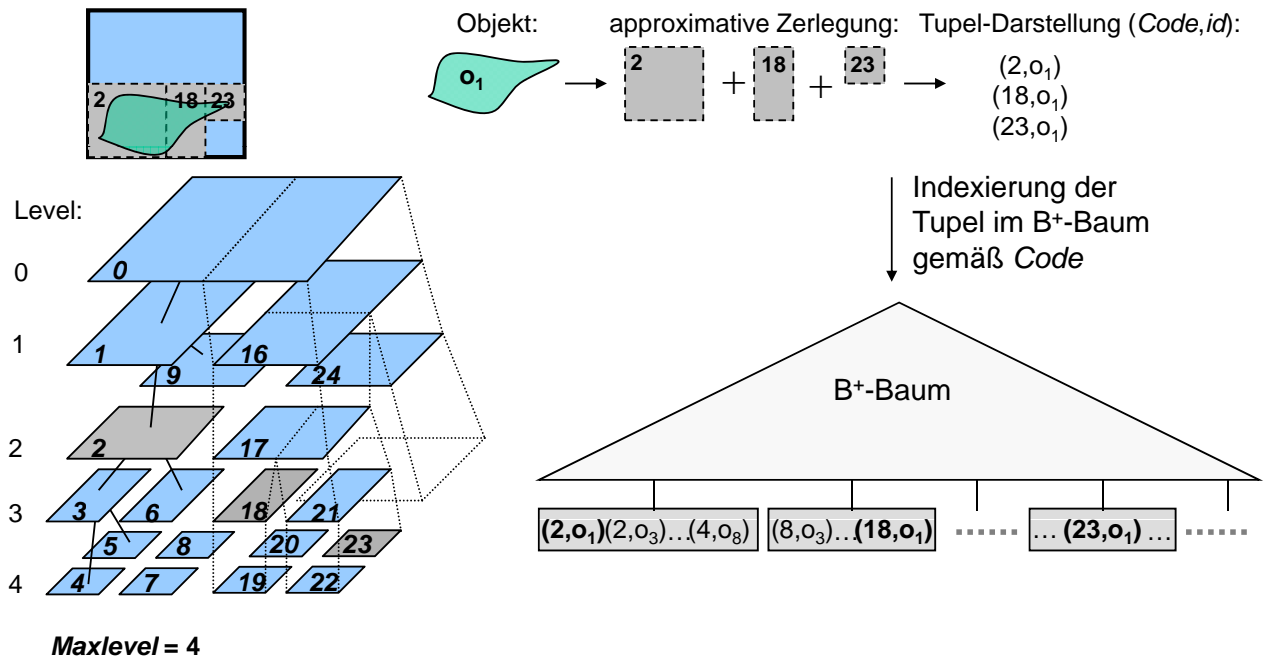 Objekt:
approximative Zerlegung:
Tupel-Darstellung (Code,id):
2
18
23
o1
2
+
18
+
23
(2,o1)
(18,o1)
(23,o1)
Indexierung der
Tupel im B+-Baum
gemäß Code
Level:
0
0
1
1
16
9
24
2
2
17
3
3
6
18
21
5
8
20
23
4
4
7
19
22
Maxlevel = 4
B+-Baum
(2,o1)(2,o3)...(4,o8)
(8,o3)...(18,o1)
... (23,o1) ...